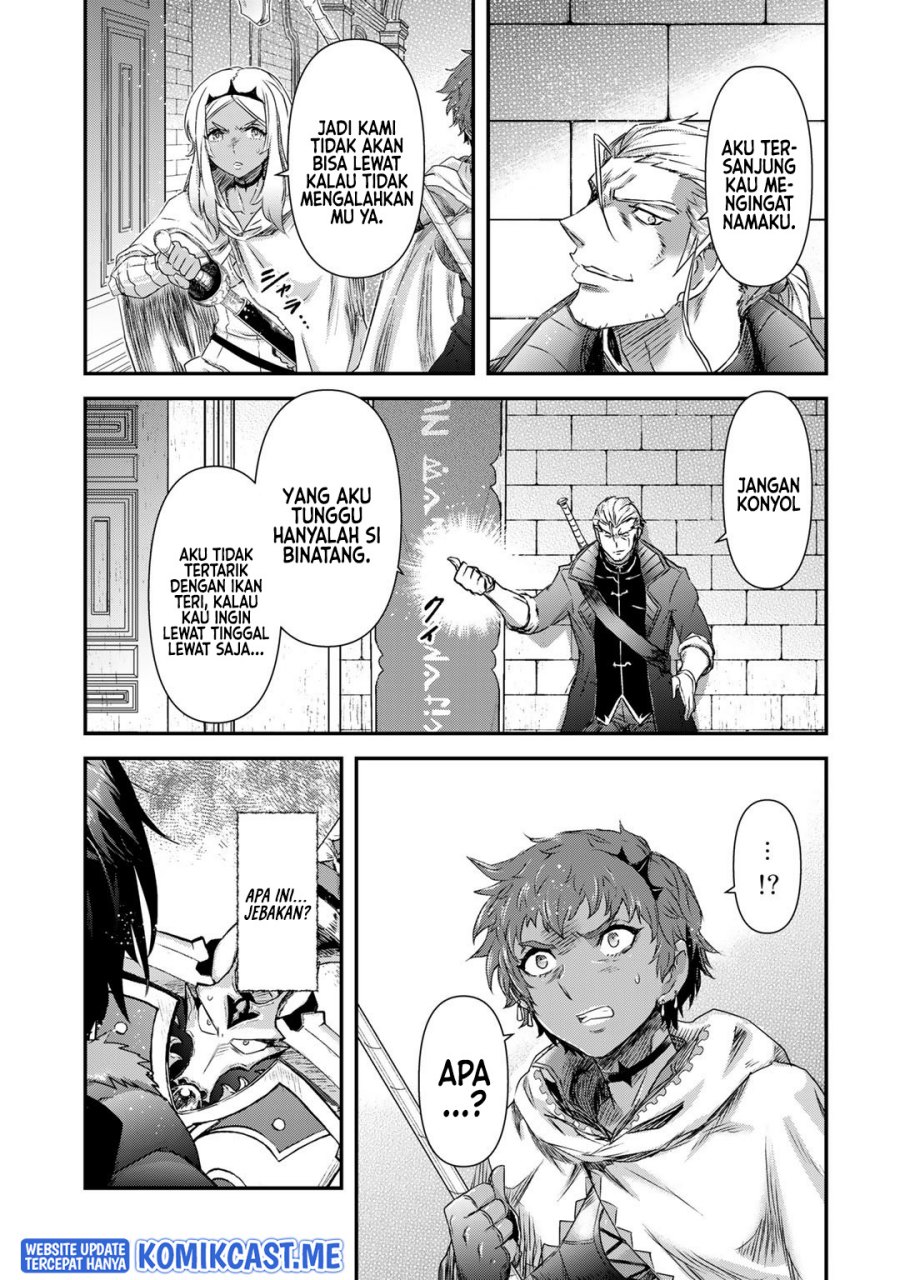 AKU TER-
SANJUNG
KAU ME-
NGINGAT
NAMAKU.
JADI KAMI
TIDAK AKAN
BISA LEWAT
KALAU TIDAK
MENGALAHKAN
MU YA.
JANGAN
KONYOL
YANG AKU
TUNGGU
HANYALAH SI
BINATANG.
AKU TIDAK
TERTARIK
DENGAN IKAN
TERI, KALAU
KAU INGIN
LEWAT TINGGAL
LEWAT SAJA...
クイ
...
!?
APA
...?
APA INI...
JEBAKAN?
WEBSITE UPDATE
TERCEPAT HANYA
KOMIKCAST.ME